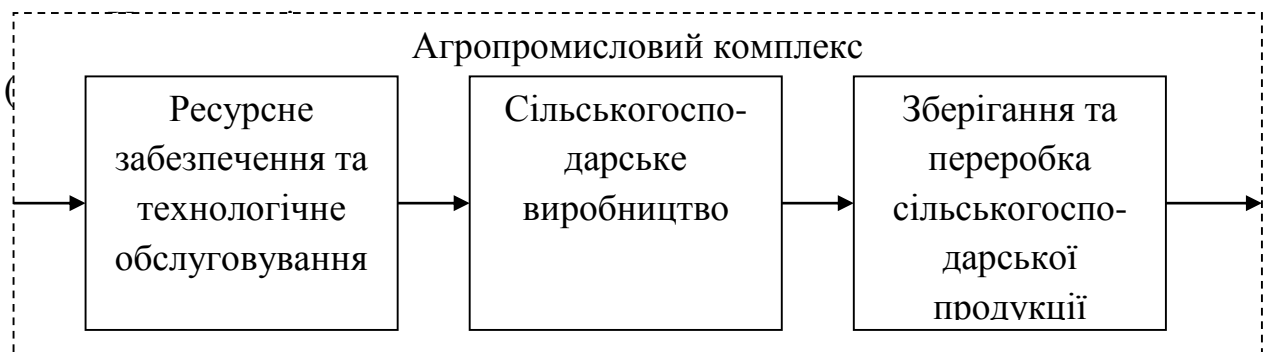 Агропромисловий комплекс
(
Ресурсне
забезпечення та
технологічне
обслуговування
Сільськогоспо-
дарське
виробництво
Зберігання та
переробка
сільськогоспо-
дарської
продукції